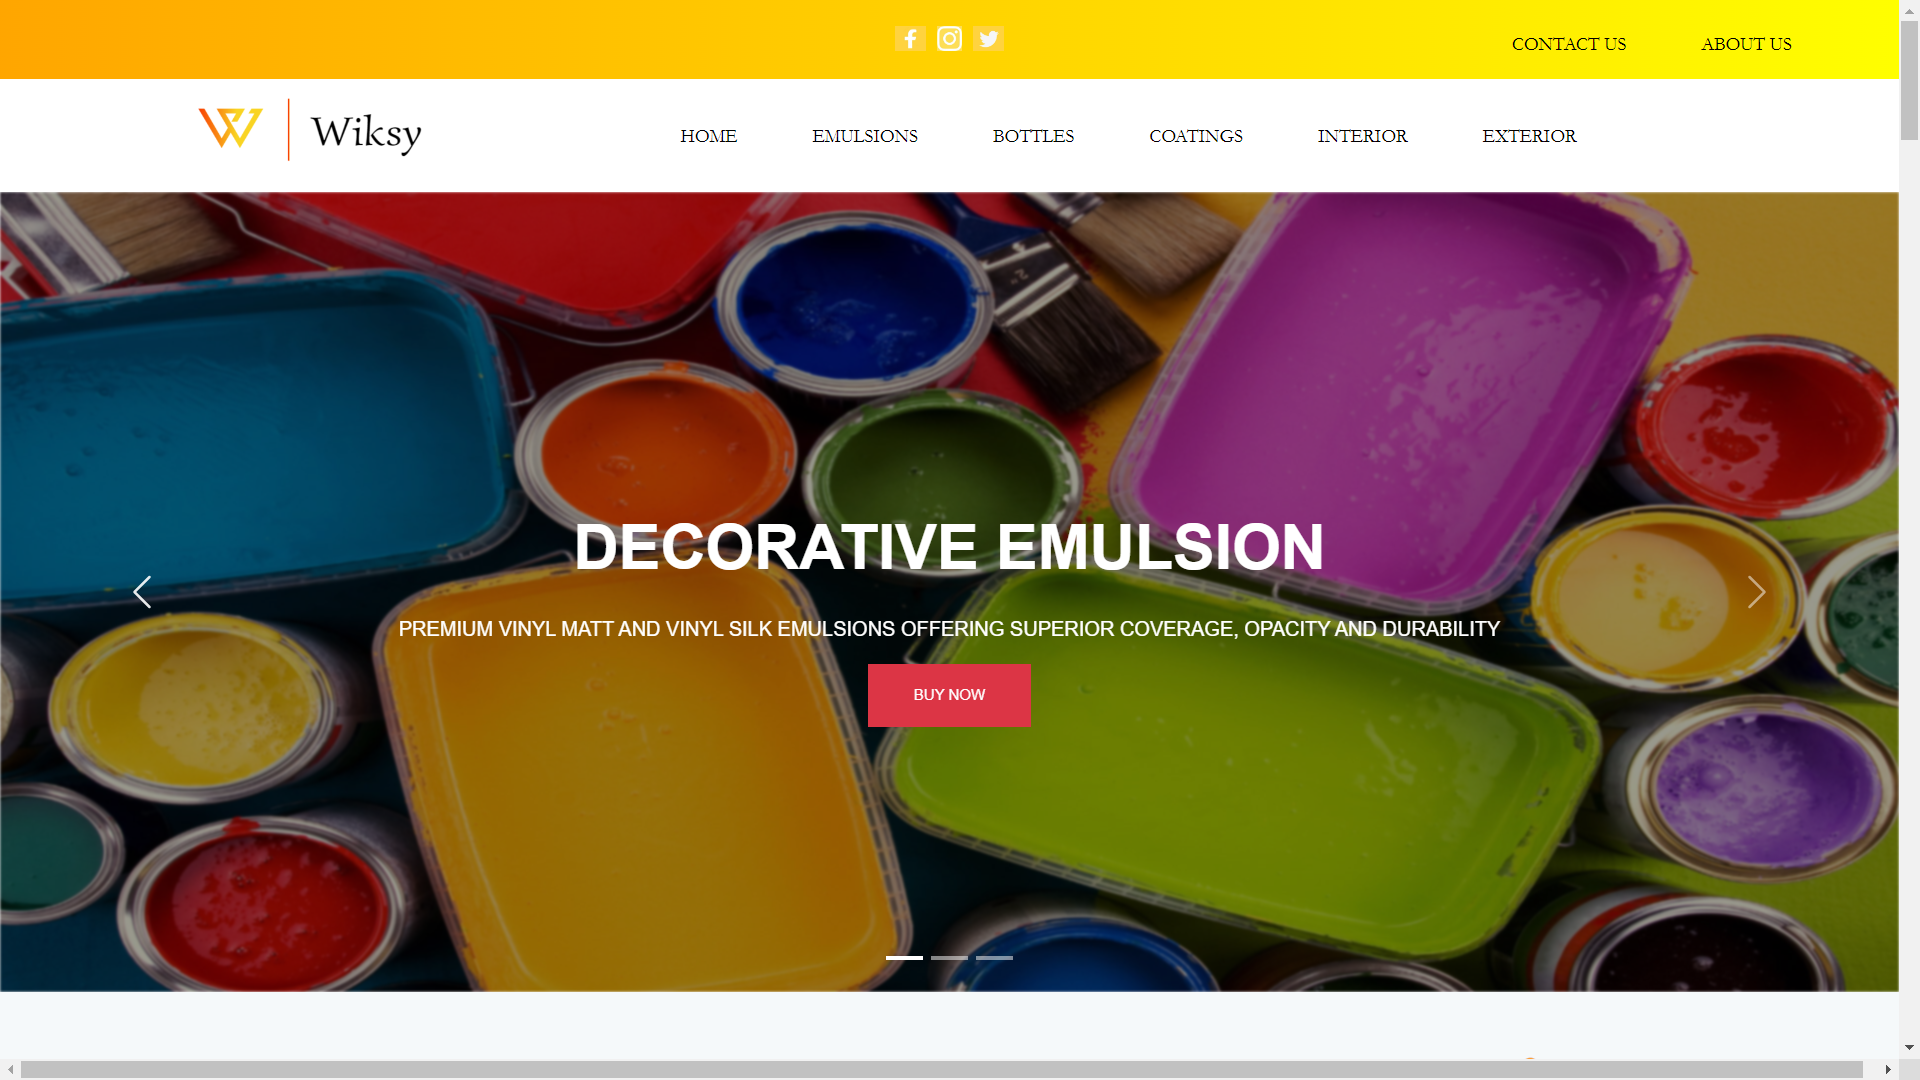 CONTACT US
ABOUT US
Wiksy
HOME
EMULSIONS
BOTTLES
COATINGS
INTERIOR
EXTERIOR
DECORATIVE EMULSION
PREMIUM VINYL MATT AND VINYL SILK EMULSIONS OFFERING SUPERIOR COVERAGE, OPACITY AND DURABILITY
BUY NOW